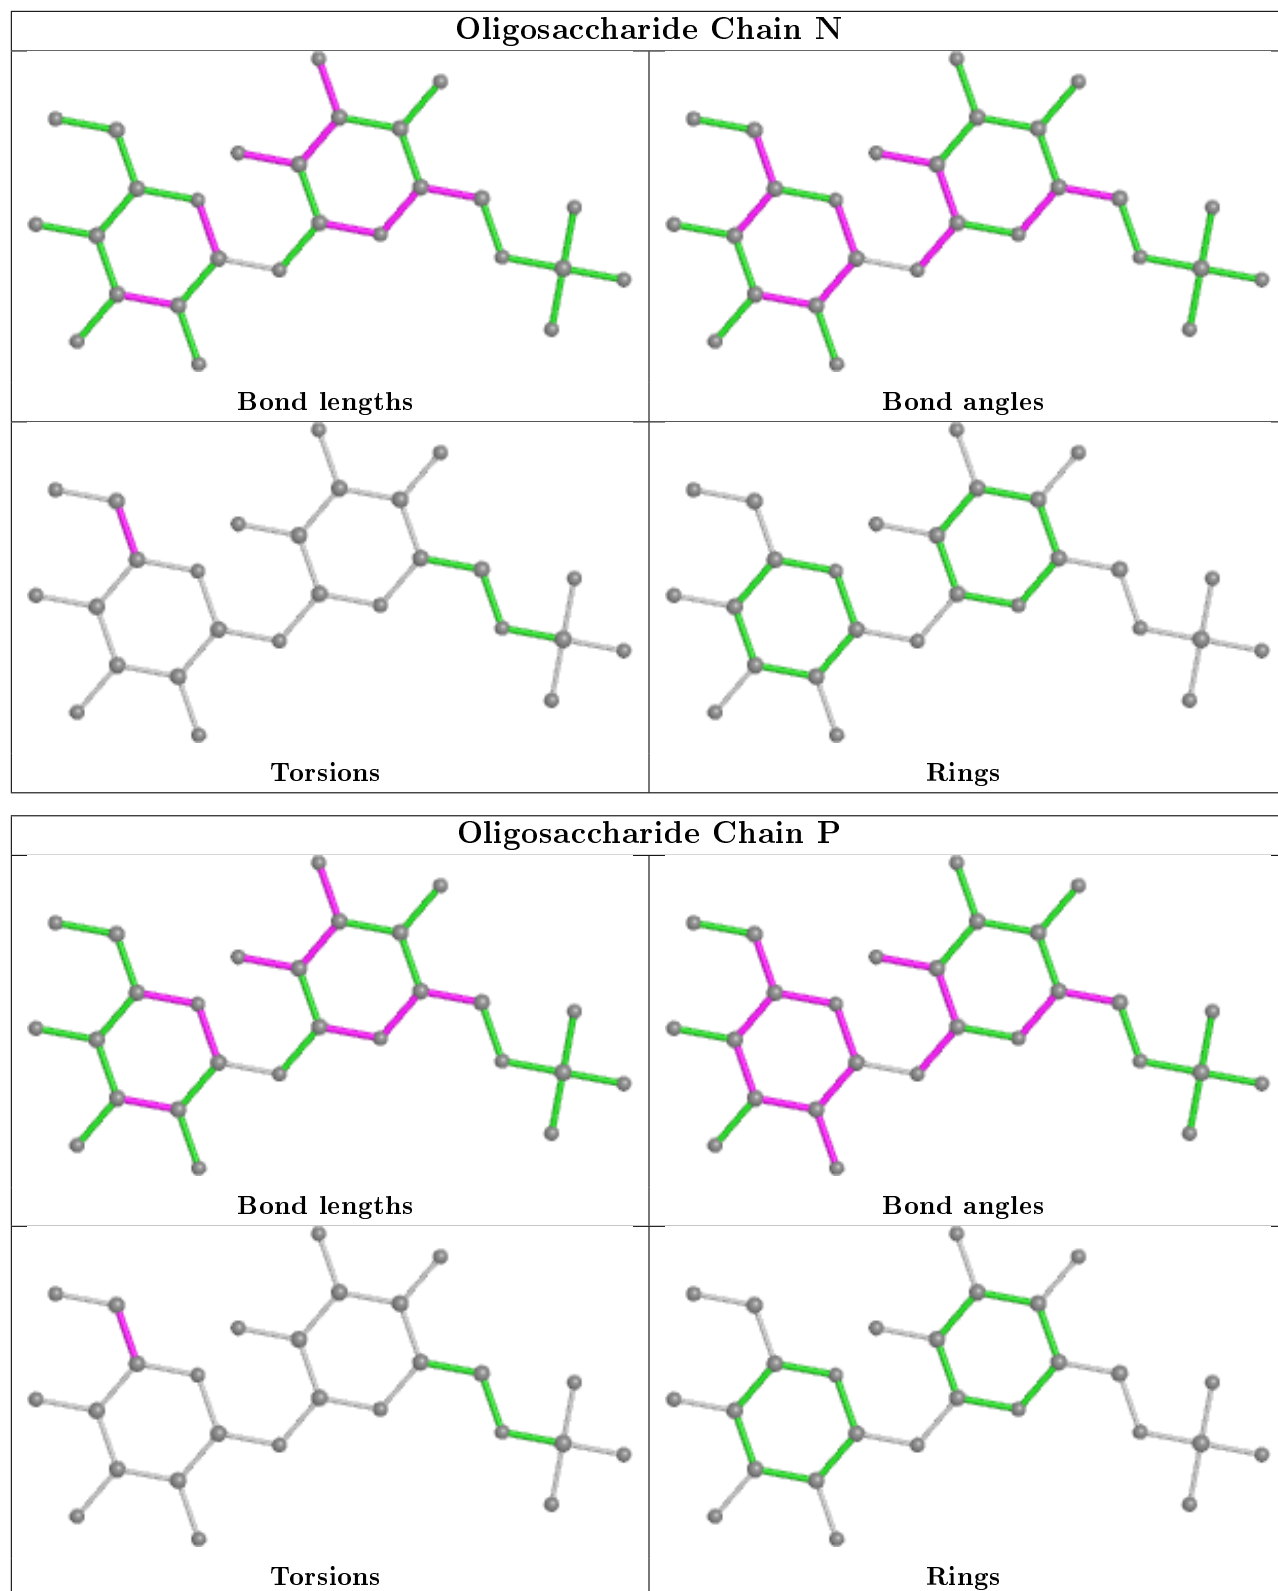 Oligosaccharide Chain N
Bond lengths
Bond angles
Torsions
Rings
Oligosaccharide Chain P
Bond lengths
Bond angles
Torsions
Rings